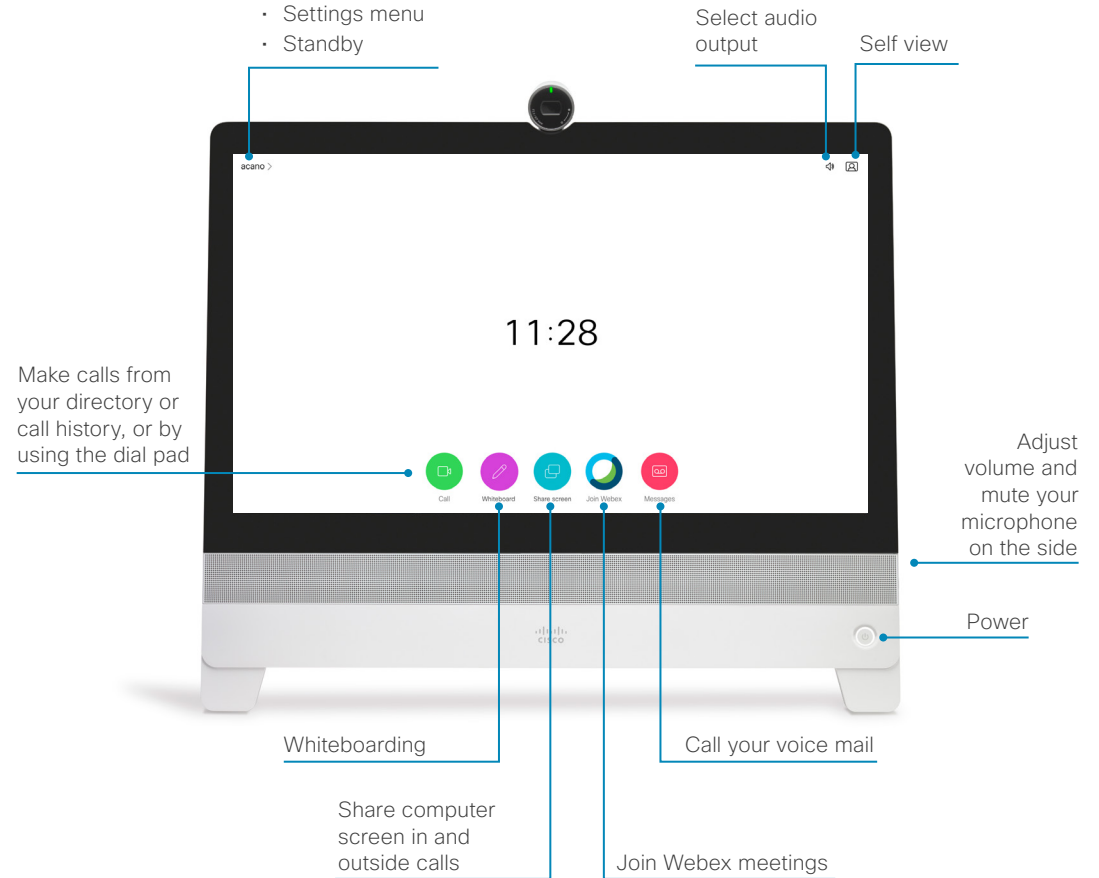 · Settings menu
· Standby
Select audio
output
Self view
acano >
11:28
Make calls from
your directory or
call history, or by
using the dial pad
Call
Whiteboard
Share screen
Join Webex
Messages
Adjust
volume and
mute your
microphone
on the side
CISCO
Power
Whiteboarding
Call your voice mail
Share computer
screen in and
outside calls
Join Webex meetings